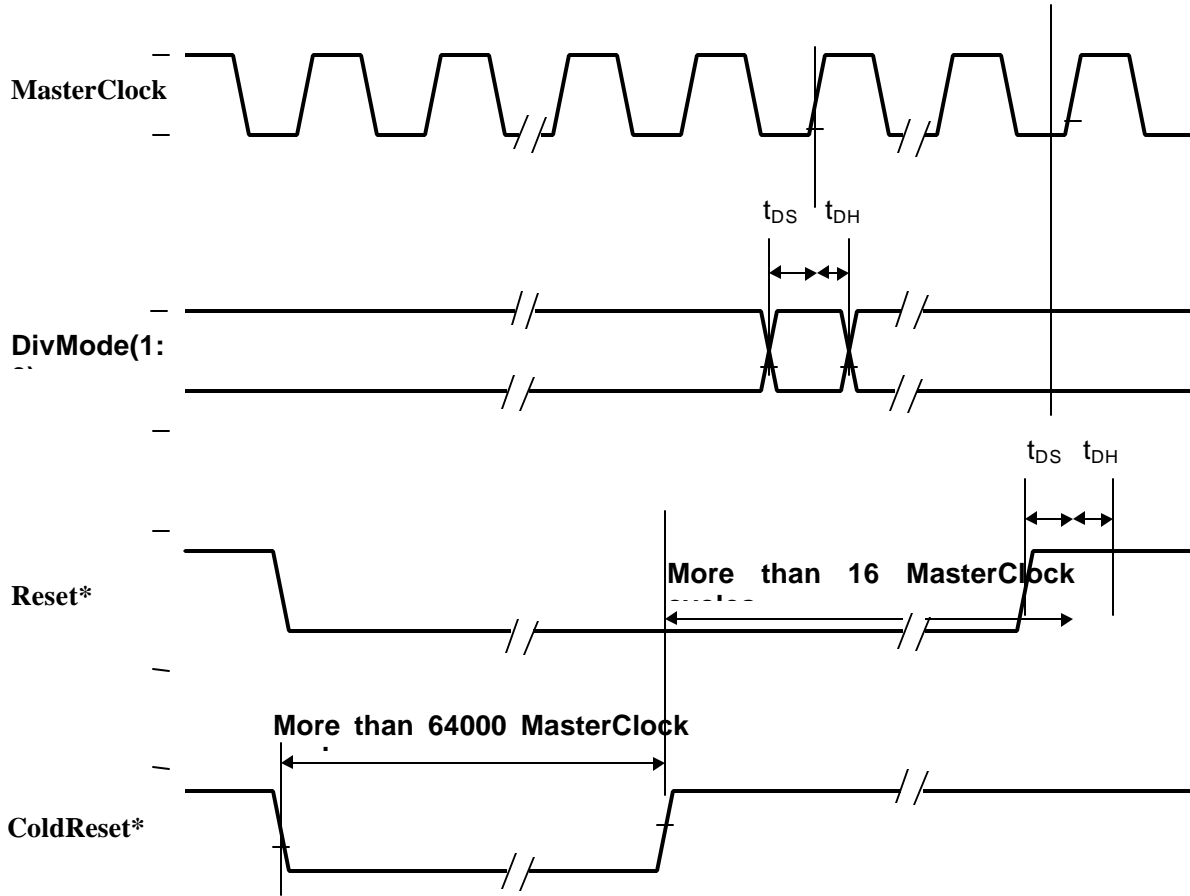 MasterClock
tDS tDH
DivMode(1:
tDS tDH
More than 16 MasterClock
Reset*
More than 64000 MasterClock
ColdReset*